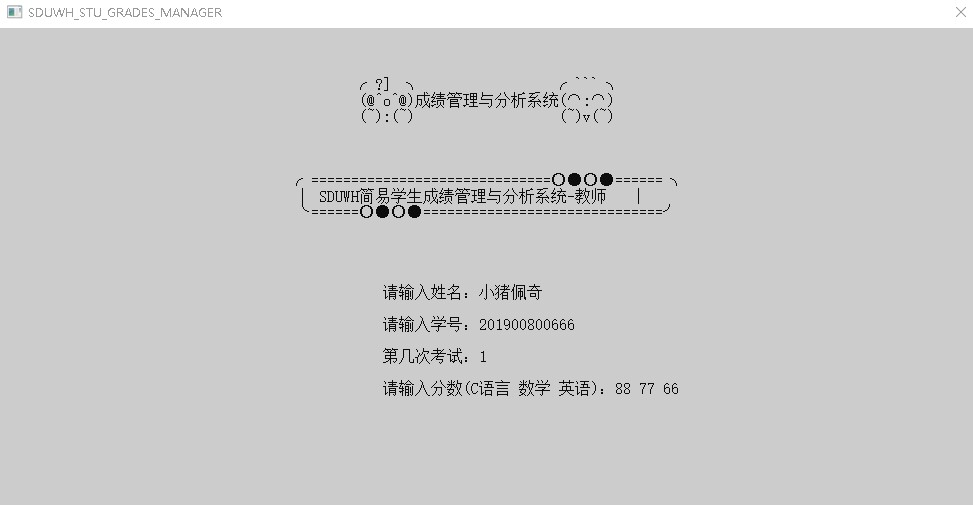 SDUWH_STU_GRADES_MANAGER
╭ ?] ╮ ╭ ``` ╮
(@^o^@)成绩管理与分析系统(⌒:⌒)
(~):(~) (~)v(~)
╭ ==============================○●○●====== ╮
│ SDUWH简易学生成绩管理与分析系统-教师 │
╰======○●○●==============================╯
请输入姓名：小猪佩奇
请输入学号：201900800666
第几次考试：1
请输入分数(C语言 数学 英语)：88 77 66